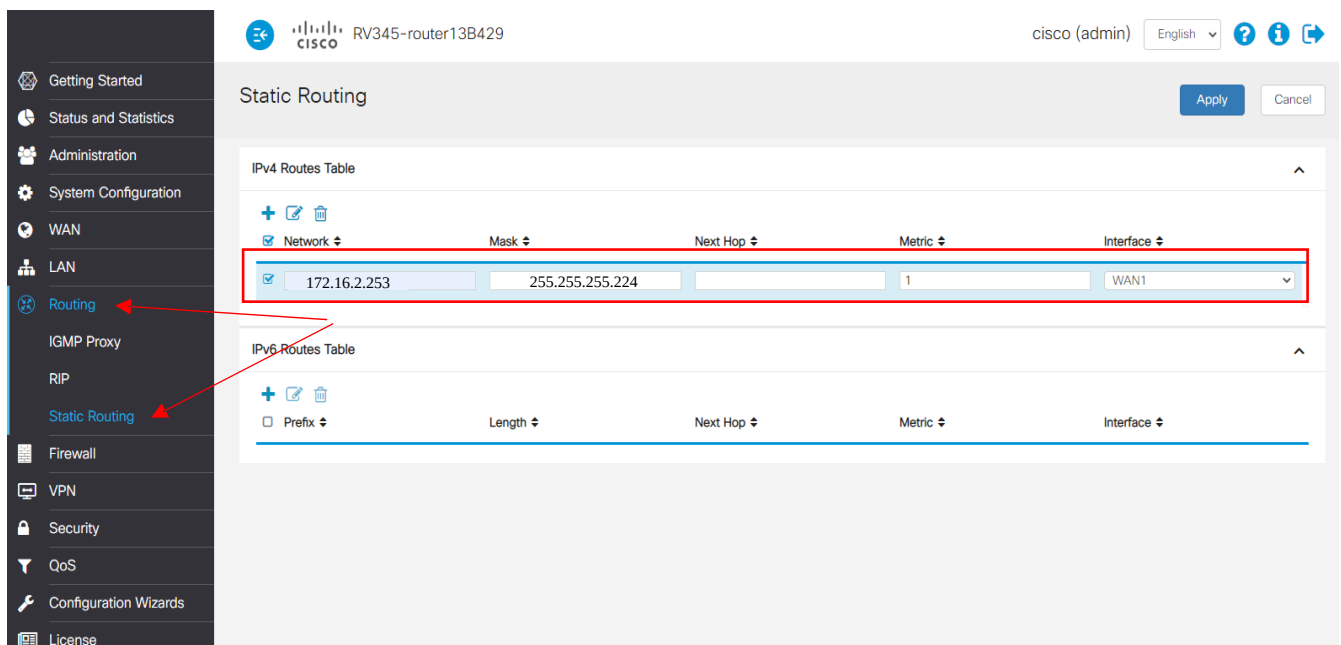 cisco RV345-router13B429 cisco (admin) English
Getting Started
Status and Statistics
Administration
System Configuration
WAN
LAN
Routing
IGMP Proxy
RIP
Static Routing
Firewall
VPN
Security
QoS
Configuration Wizards
License
Static Routing Apply Cancel
IPv4 Routes Table
Network Mask Next Hop Metric Interface
172.16.2.253 255.255.255.224 1 WAN1
IPv6 Routes Table
Prefix Length Next Hop Metric Interface